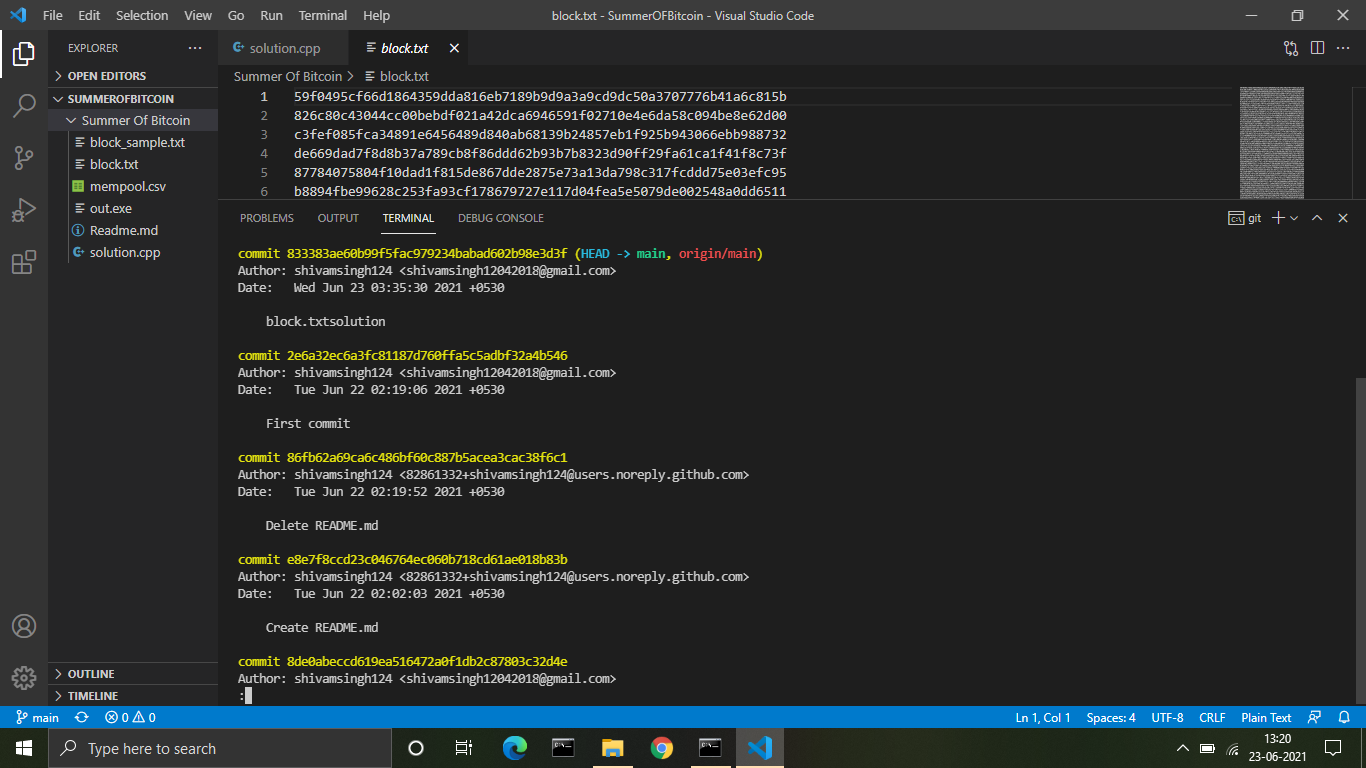 File Edit Selection View Go Run Terminal Help
block.txt - SummerOFBitcoin - Visual Studio Code
EXPLORER
OPEN EDITORS
SUMMEROFBITCOIN
Summer Of Bitcoin
block_sample.txt
block.txt
mempool.csv
out.exe
Readme.md
solution.cpp
OUTLINE
TIMELINE
solution.cpp block.txt
Summer Of Bitcoin > block.txt
1 59f0495cf66d1864359dda816eb7189b9d9a3a9cd9dc50a3707776b41a6c815b
2 826c80c43044cc00bebdf021a42dca6946591f02710e4e6da58c094be8e62d00
3 c3fef085fca34891e6456489d840ab68139b24857eb1f925b943066ebb988732
4 de669dad7f8d8b37a789cb8f86ddd62b93b7b8323d90ff29fa61ca1f41f8c73f
5 87784075804f10dad1f815de867dde2875e73a13da798c317fcddd75e03efc95
6 b8894fbe99628c253fa93cf178679727e117d04fea5e5079de002548a0dd6511
PROBLEMS OUTPUT TERMINAL DEBUG CONSOLE
git
commit 833383ae60b99f5fac979234babad602b98e3d3f (HEAD -> main, origin/main)
Author: shivamsingh124 <shivamsingh12042018@gmail.com>
Date: Wed Jun 23 03:35:30 2021 +0530
block.txtsolution
commit 2e6a32ec6a3fc81187d760ffa5c5adbf32a4b546
Author: shivamsingh124 <shivamsingh12042018@gmail.com>
Date: Tue Jun 22 02:19:06 2021 +0530
First commit
commit 86fb62a69ca6c486bf60c887b5acea3cac38f6c1
Author: shivamsingh124 <82861332+shivamsingh124@users.noreply.github.com>
Date: Tue Jun 22 02:19:52 2021 +0530
Delete README.md
commit e8e7f8ccd23c046764ec060b718cd61ae018b83b
Author: shivamsingh124 <82861332+shivamsingh124@users.noreply.github.com>
Date: Tue Jun 22 02:02:03 2021 +0530
Create README.md
commit 8de0abeccd619ea516472a0f1db2c87803c32d4e
Author: shivamsingh124 <shivamsingh12042018@gmail.com>
:
main 0 0
Ln 1, Col 1 Spaces: 4 UTF-8 CRLF Plain Text
Type here to search
13:20
23-06-2021